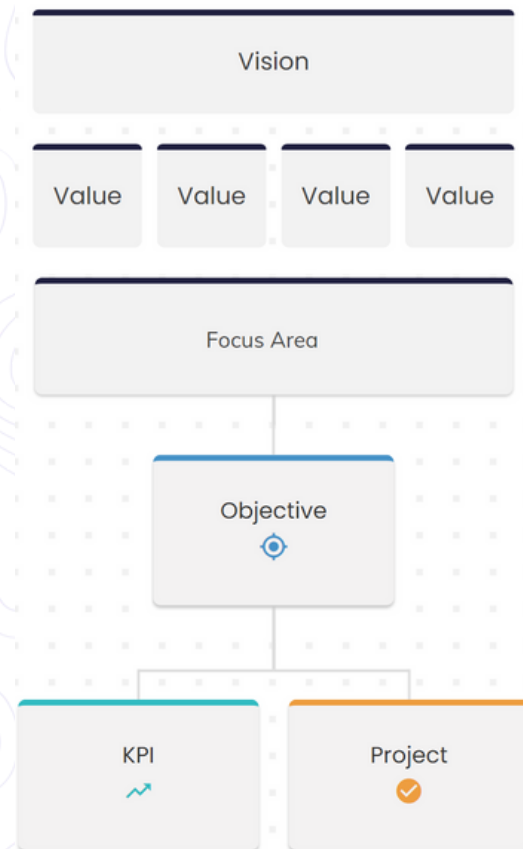 Vision
Value Value Value Value
Focus Area
Objective
KPI Project